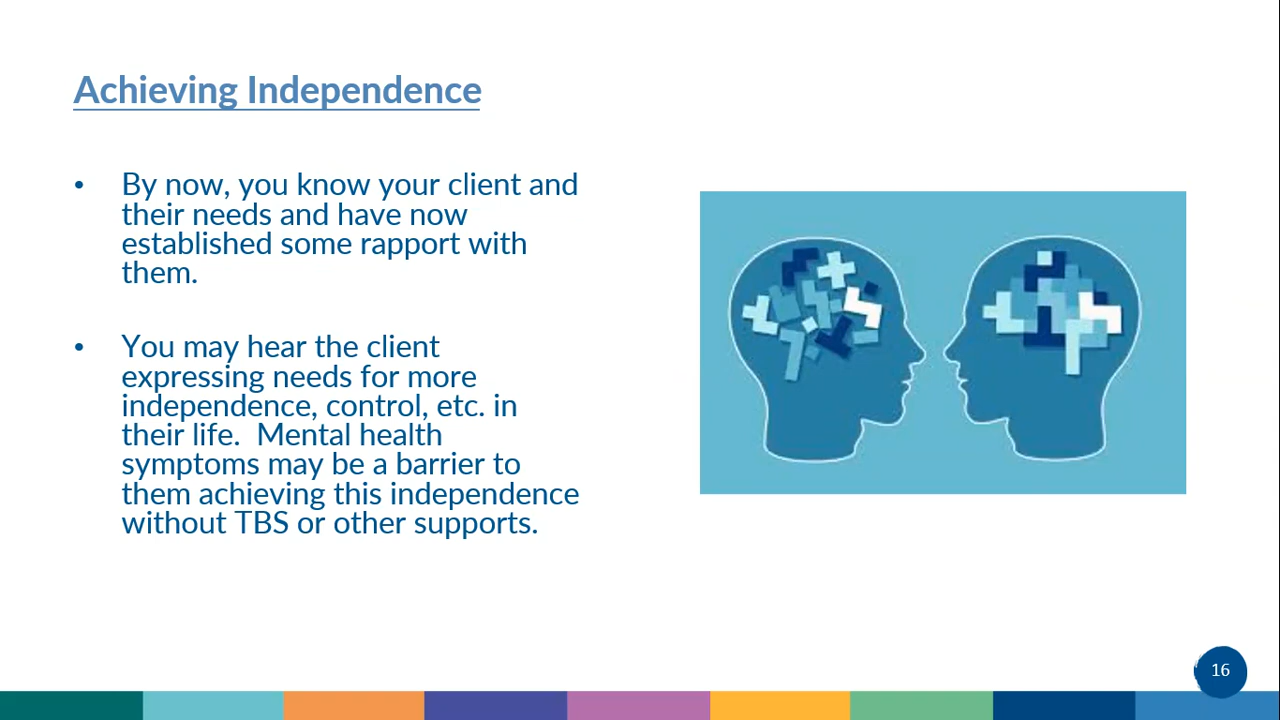 Achieving Independence
• By now, you know your client and
their needs and have now
established some rapport with
them.
• You may hear the client
expressing needs for more
independence, control, etc. in
their life.  Mental health
symptoms may be a barrier to
them achieving this independence
without TBS or other supports.
16